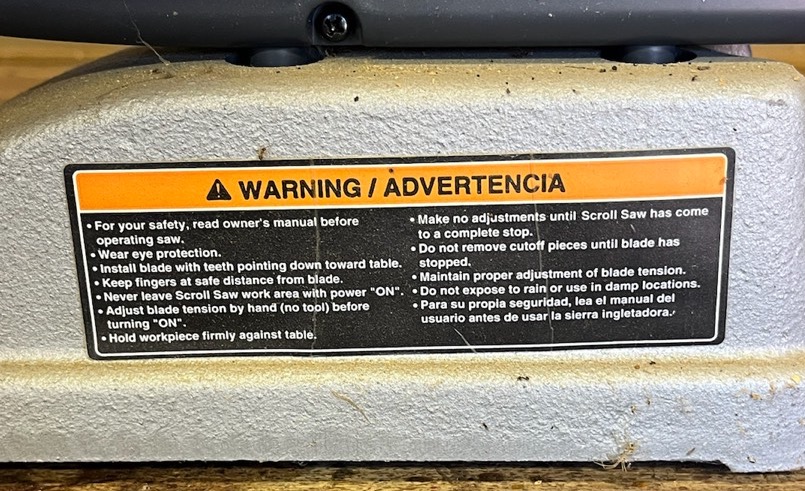 ⚠ WARNING / ADVERTENCIA
• For your safety, read owner's manual before
operating saw.
• Wear eye protection.
• Install blade with teeth pointing down toward table.
• Keep fingers at safe distance from blade.
• Never leave Scroll Saw work area with power "ON".
• Adjust blade tension by hand (no tool) before
turning "ON".
• Hold workpiece firmly against table.
• Make no adjustments until Scroll Saw has come
to a complete stop.
• Do not remove cutoff pieces until blade has
stopped.
• Maintain proper adjustment of blade tension.
• Do not expose to rain or use in damp locations.
• Para su propia seguridad, lea el manual del
usuario antes de usar la sierra ingletadora.